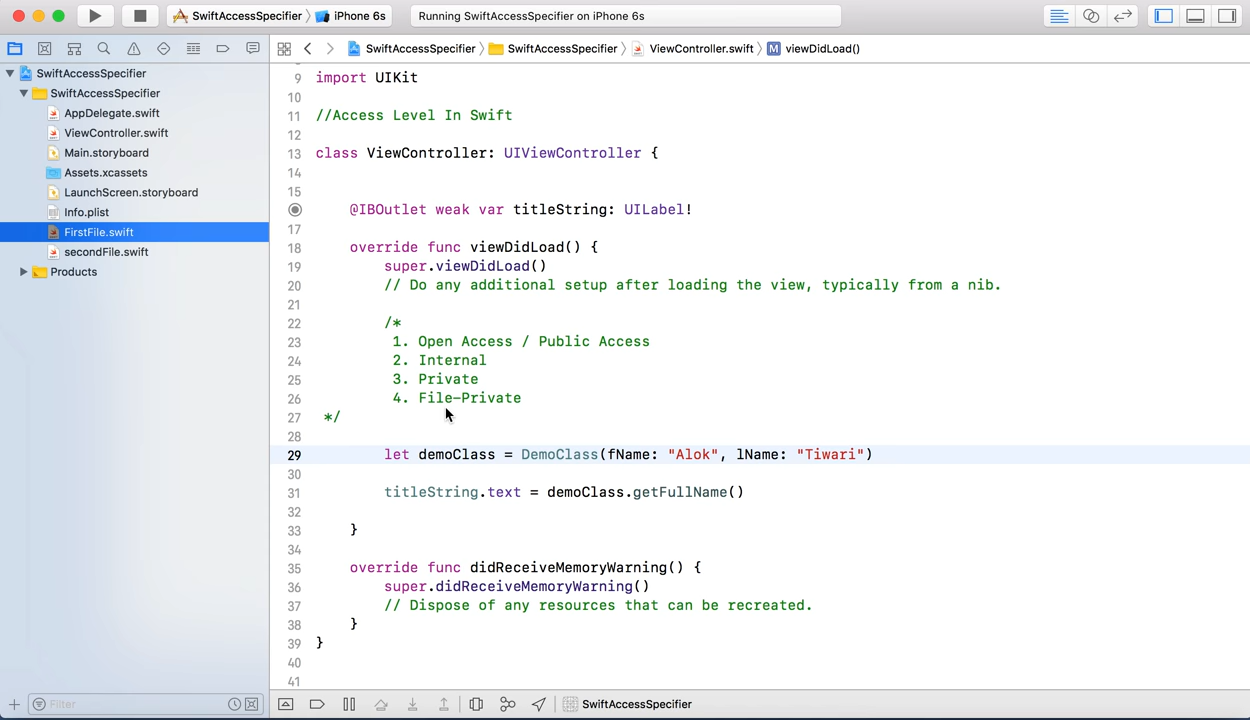 SwiftAccessSpecifier iPhone 6s
Running SwiftAccessSpecifier on iPhone 6s
SwiftAccessSpecifier SwiftAccessSpecifier ViewController.swift M viewDidLoad()
SwiftAccessSpecifier
SwiftAccessSpecifier
AppDelegate.swift
ViewController.swift
Main.storyboard
Assets.xcassets
LaunchScreen.storyboard
Info.plist
FirstFile.swift
secondFile.swift
Products
9 import UIKit
10
11 //Access Level In Swift
12
13 class ViewController: UIViewController {
14
15
@IBOutlet weak var titleString: UILabel!
17
18 override func viewDidLoad() {
19 super.viewDidLoad()
20 // Do any additional setup after loading the view, typically from a nib.
21
22 /*
23 1. Open Access / Public Access
24 2. Internal
25 3. Private
26 4. File-Private
27 */
28
29 let demoClass = DemoClass(fName: "Alok", lName: "Tiwari")
30
31 titleString.text = demoClass.getFullName()
32
33 }
34
35 override func didReceiveMemoryWarning() {
36 super.didReceiveMemoryWarning()
37 // Dispose of any resources that can be recreated.
38 }
39 }
40
41
Filter
SwiftAccessSpecifier